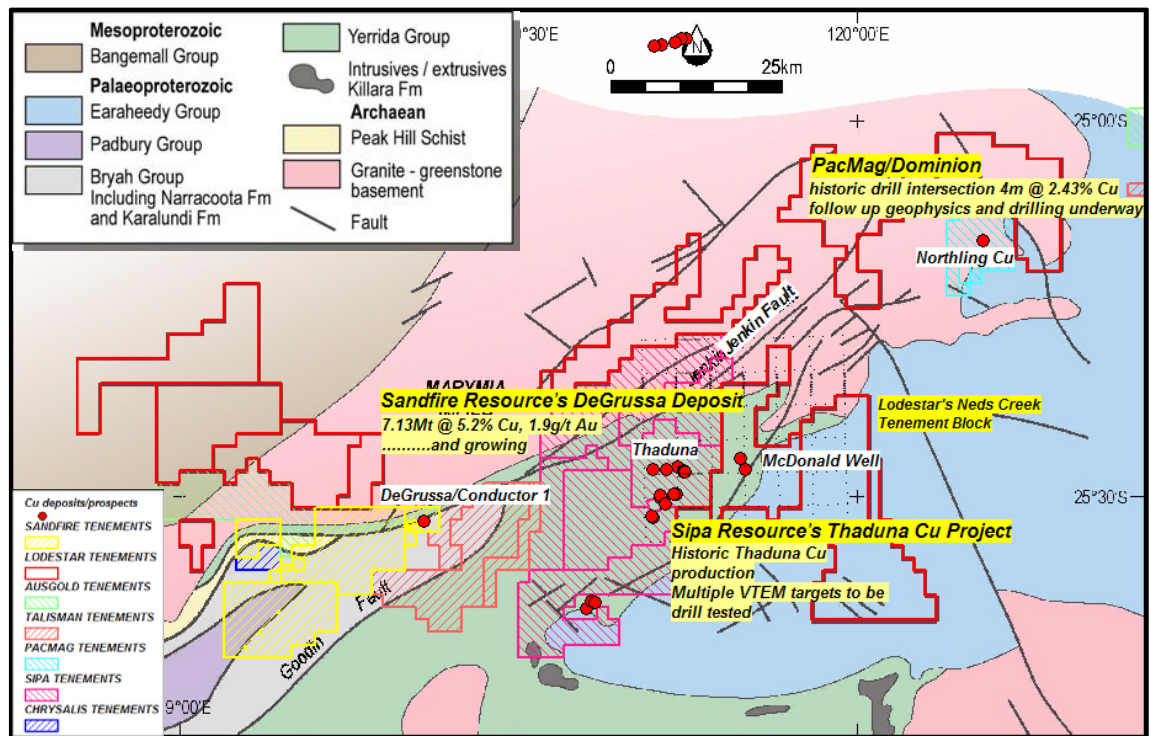 Mesoproterozoic
Bangemall Group
Palaeoproterozoic
Earaheedy Group
Padbury Group
Bryah Group
Including Narracoota Fm
and Karalundi Fm
Yerrida Group
Intrusives / extrusives
Killara Fm
Archaean
Peak Hill Schist
Granite - greenstone
basement
Fault
9°30'E
N
0
25km
120°00'E
25°00'S
PacMag/Dominion
historic drill intersection 4m @ 2.43% Cu
follow up geophysics and drilling underway
Northling Cu
Jenkin Fault
MARYMIA
Sandfire Resource's DeGrussa Deposit
7.13Mt @ 5.2% Cu, 1.9g/t Au
..........and growing
Lodestar's Neds Creek
Tenement Block
Thaduna
McDonald Well
DeGrussa/Conductor 1
25°30'S
Sipa Resource's Thaduna Cu Project
Historic Thaduna Cu
production
Multiple VTEM targets to be
drill tested
Goodin Fault
Cu deposits/prospects
SANDFIRE TENEMENTS
LODESTAR TENEMENTS
AUSGOLD TENEMENTS
TALISMAN TENEMENTS
PACMAG TENEMENTS
SIPA TENEMENTS
CHRYSALIS TENEMENTS
9°00'E